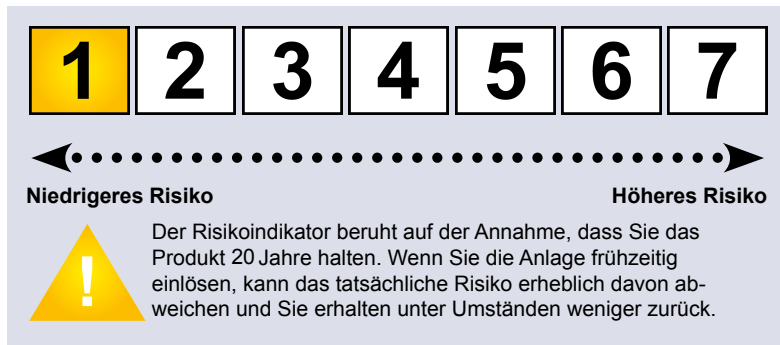 1 2 3 4 5 6 7
Niedrigeres Risiko Höheres Risiko
! Der Risikoindikator beruht auf der Annahme, dass Sie das
Produkt 20 Jahre halten. Wenn Sie die Anlage frühzeitig
einlösen, kann das tatsächliche Risiko erheblich davon ab-
weichen und Sie erhalten unter Umständen weniger zurück.